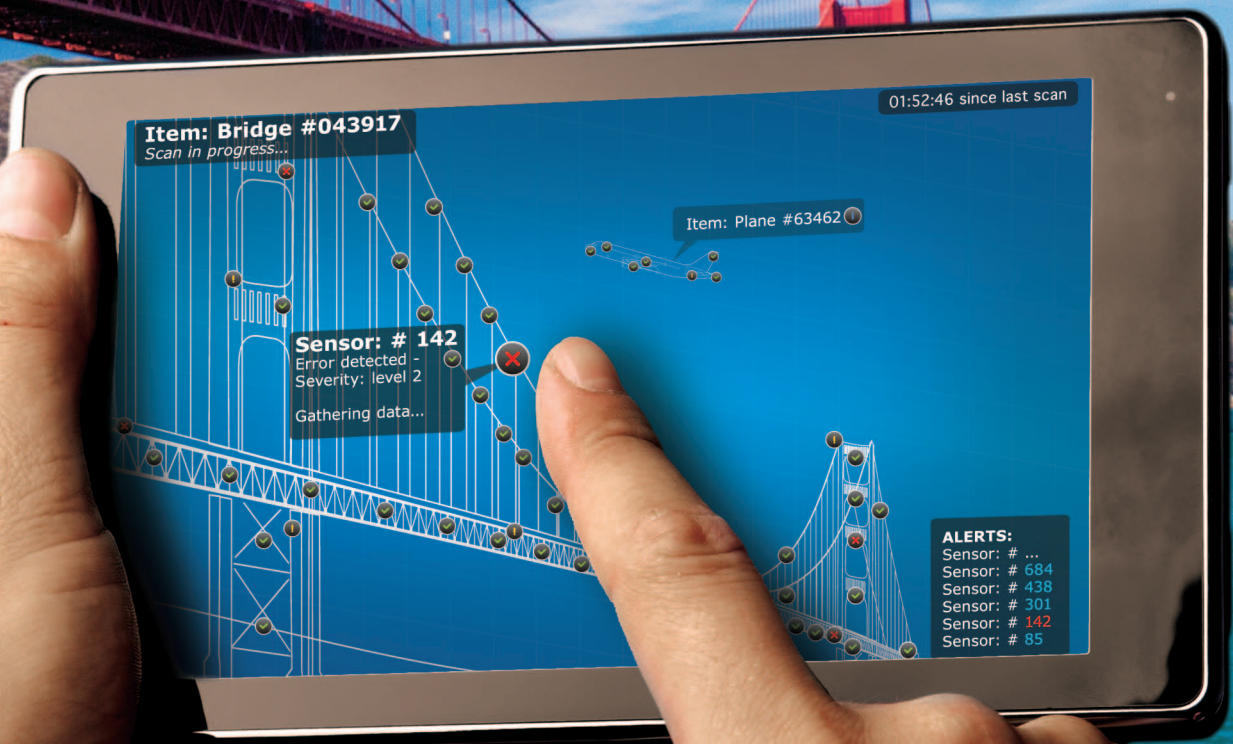 01:52:46 since last scan
Item: Bridge #043917
Scan in progress...
Item: Plane #63462
Sensor: # 142
Error detected -
Severity: level 2
Gathering data...
ALERTS:
Sensor: # ...
Sensor: # 684
Sensor: # 438
Sensor: # 301
Sensor: # 142
Sensor: # 85